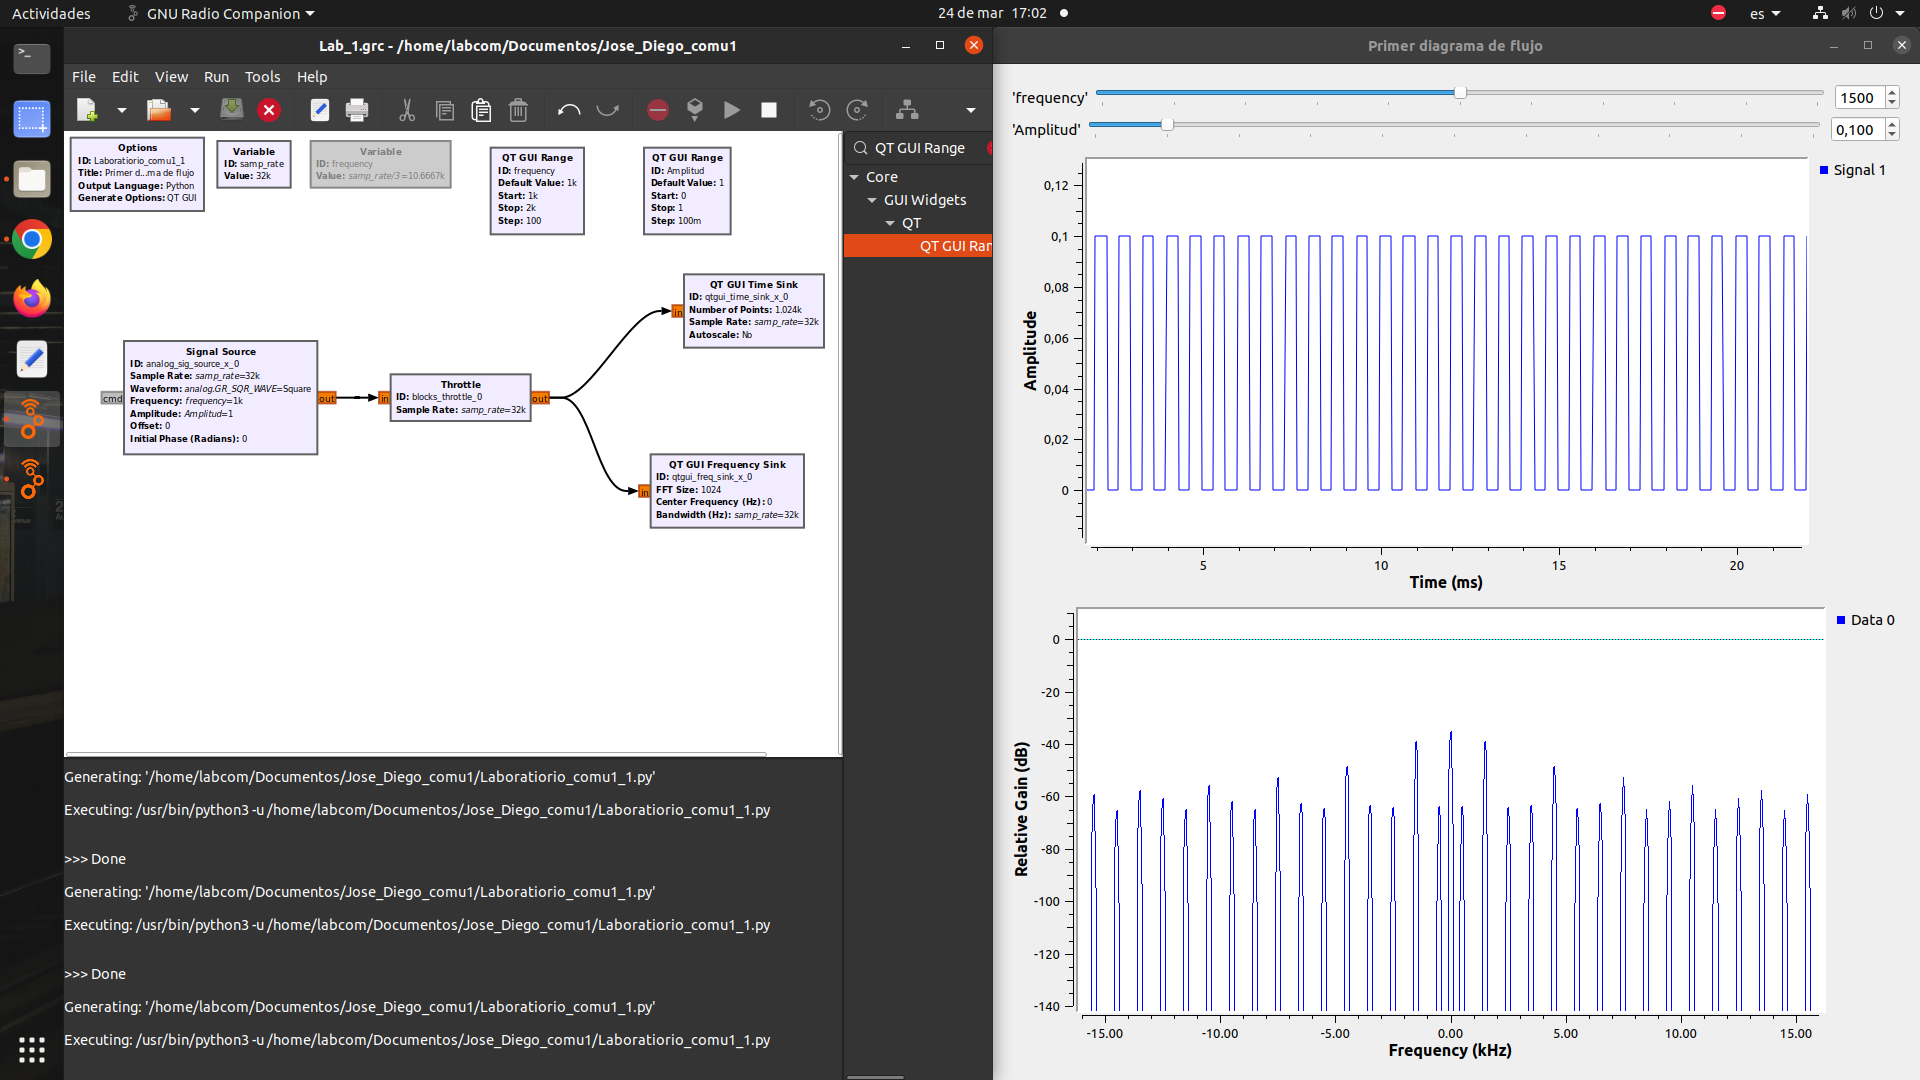 Actividades
GNU Radio Companion
24 de mar 17:02
es
Lab_1.grc - /home/labcom/Documentos/Jose_Diego_comu1
File Edit View Run Tools Help
Options
ID: Laboratiorio_comu1_1
Title: Primer d...ma de flujo
Output Language: Python
Generate Options: QT GUI
Variable
ID: samp_rate
Value: 32k
Variable
ID: frequency
Value: samp_rate/3=10.6667k
QT GUI Range
ID: frequency
Default Value: 1k
Start: 1k
Stop: 2k
Step: 100
QT GUI Range
ID: Amplitud
Default Value: 1
Start: 0
Stop: 1
Step: 100m
QT GUI Time Sink
ID: qtgui_time_sink_x_0
Number of Points: 1.024k
Sample Rate: samp_rate=32k
Autoscale: No
in
Signal Source
ID: analog_sig_source_x_0
Sample Rate: samp_rate=32k
Waveform: analog.GR_SQR_WAVE=Square
Frequency: frequency=1k
Amplitude: Amplitud=1
Offset: 0
Initial Phase (Radians): 0
cmd
out
Throttle
ID: blocks_throttle_0
Sample Rate: samp_rate=32k
in
out
QT GUI Frequency Sink
ID: qtgui_freq_sink_x_0
FFT Size: 1024
Center Frequency (Hz): 0
Bandwidth (Hz): samp_rate=32k
in
QT GUI Range
Core
GUI Widgets
QT
QT GUI Ran
Generating: '/home/labcom/Documentos/Jose_Diego_comu1/Laboratiorio_comu1_1.py'
Executing: /usr/bin/python3 -u /home/labcom/Documentos/Jose_Diego_comu1/Laboratiorio_comu1_1.py
>>> Done
Generating: '/home/labcom/Documentos/Jose_Diego_comu1/Laboratiorio_comu1_1.py'
Executing: /usr/bin/python3 -u /home/labcom/Documentos/Jose_Diego_comu1/Laboratiorio_comu1_1.py
>>> Done
Generating: '/home/labcom/Documentos/Jose_Diego_comu1/Laboratiorio_comu1_1.py'
Executing: /usr/bin/python3 -u /home/labcom/Documentos/Jose_Diego_comu1/Laboratiorio_comu1_1.py
Primer diagrama de flujo
'frequency' 1500
'Amplitud' 0,100
Signal 1
0,12
0,1
0,08
0,06
0,04
0,02
0
Amplitude
5 10 15 20
Time (ms)
Data 0
0
-20
-40
-60
-80
-100
-120
-140
Relative Gain (dB)
-15.00 -10.00 -5.00 0.00 5.00 10.00 15.00
Frequency (kHz)